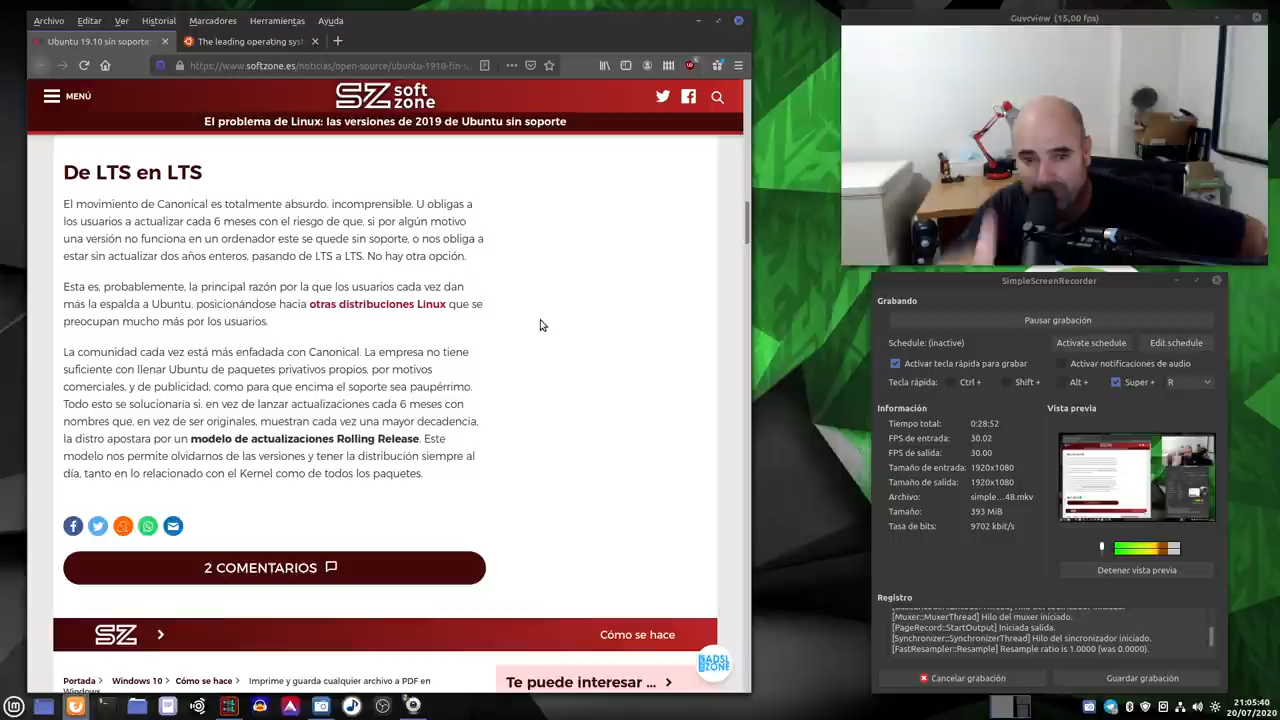 Archivo Editar Ver Historial Marcadores Herramientas Ayuda
Ubuntu 19.10 sin soporte:
The leading operating syst
https://www.softzone.es/noticias/open-source/ubuntu-1910-fin-s
MENÚ
SZ soft zone
El problema de Linux: las versiones de 2019 de Ubuntu sin soporte
De LTS en LTS
El movimiento de Canonical es totalmente absurdo, incomprensible. U obligas a
los usuarios a actualizar cada 6 meses con el riesgo de que, si por algún motivo
una versión no funciona en un ordenador este se quede sin soporte, o nos obliga a
estar sin actualizar dos años enteros, pasando de LTS a LTS. No hay otra opción.
Esta es, probablemente, la principal razón por la que los usuarios cada vez dan
más la espalda a Ubuntu, posicionándose hacia otras distribuciones Linux que se
preocupan mucho más por los usuarios.
La comunidad cada vez está más enfadada con Canonical. La empresa no tiene
suficiente con llenar Ubuntu de paquetes privativos propios, por motivos
comerciales, y de publicidad, como para que encima el soporte sea paupérrimo.
Todo esto se solucionaría si, en vez de lanzar actualizaciones cada 6 meses con
nombres que, en vez de ser originales, muestran cada vez una mayor decadencia,
la distro apostara por un modelo de actualizaciones Rolling Release. Este
modelo nos permite olvidarnos de las versiones y tener la distribución siempre al
día, tanto en lo relacionado con el Kernel como de todos los paquetes.
2 COMENTARIOS
SZ
Cómo se hace
ADSL ZONE
Portada Windows 10 Cómo se hace Imprime y guarda cualquier archivo a PDF en
Windows
Te puede interesar ...
Guvcview (15,00 fps)
SimpleScreenRecorder
Grabando
Pausar grabación
Schedule: (inactive)
Activate schedule
Edit schedule
Activar tecla rápida para grabar
Activar notificaciones de audio
Tecla rápida: Ctrl + Shift + Alt + Super + R
Información
Vista previa
Tiempo total: 0:28:52
FPS de entrada: 30.02
FPS de salida: 30.00
Tamaño de entrada: 1920x1080
Tamaño de salida: 1920x1080
Archivo: simple...48.mkv
Tamaño: 393 MiB
Tasa de bits: 9702 kbit/s
Detener vista previa
Registro
[Muxer::MuxerThread] Hilo del muxer iniciado.
[PageRecord::StartOutput] Iniciada salida.
[Synchronizer::SynchronizerThread] Hilo del sincronizador iniciado.
[FastResampler::Resample] Resample ratio is 1.0000 (was 0.0000).
Cancelar grabación
Guardar grabación
21:05:40
20/07/2020